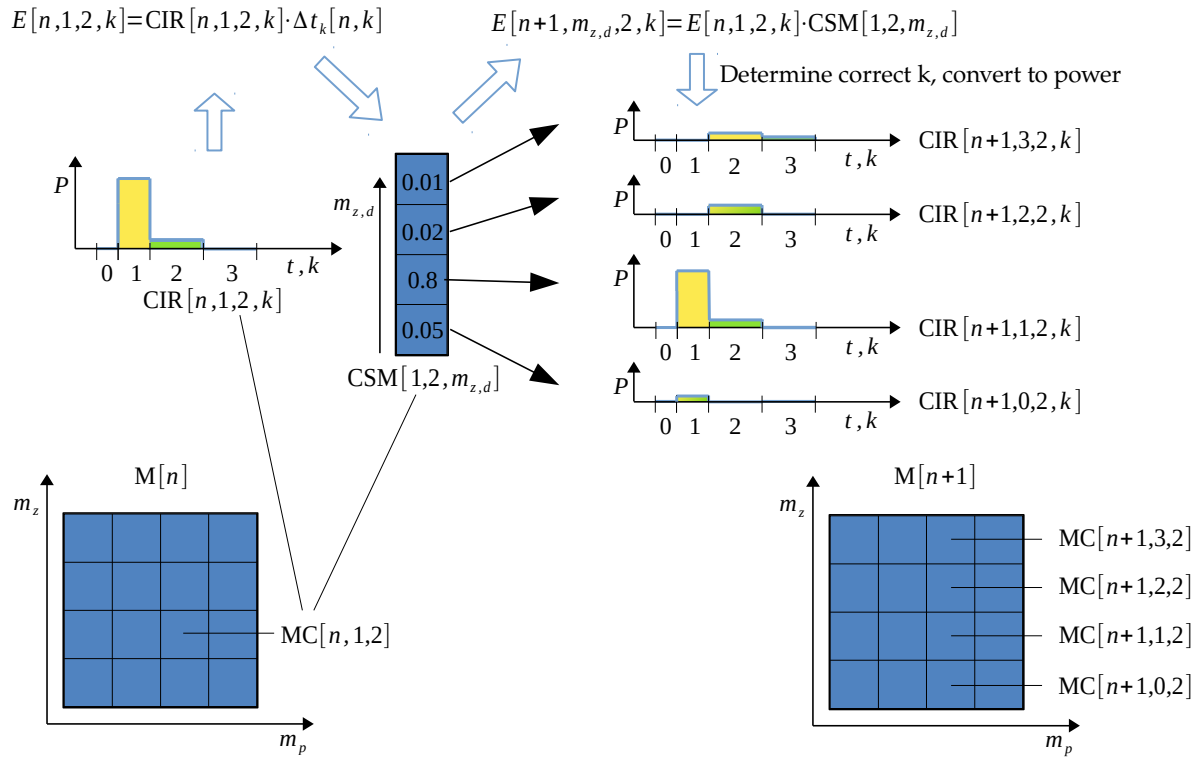 E[n,1,2,k]=CIR[n,1,2,k]·Δt_k[n,k]
E[n+1,m_{z,d},2,k]=E[n,1,2,k]·CSM[1,2,m_{z,d}]
Determine correct k, convert to power
P
0 1 2 3
t,k
CIR[n,1,2,k]
m_{z,d}
0.01
0.02
0.8
0.05
CSM[1,2,m_{z,d}]
P
0 1 2 3
t,k
CIR[n+1,3,2,k]
P
0 1 2 3
t,k
CIR[n+1,2,2,k]
P
0 1 2 3
t,k
CIR[n+1,1,2,k]
P
0 1 2 3
t,k
CIR[n+1,0,2,k]
M[n]
m_z
MC[n,1,2]
m_p
M[n+1]
m_z
MC[n+1,3,2]
MC[n+1,2,2]
MC[n+1,1,2]
MC[n+1,0,2]
m_p